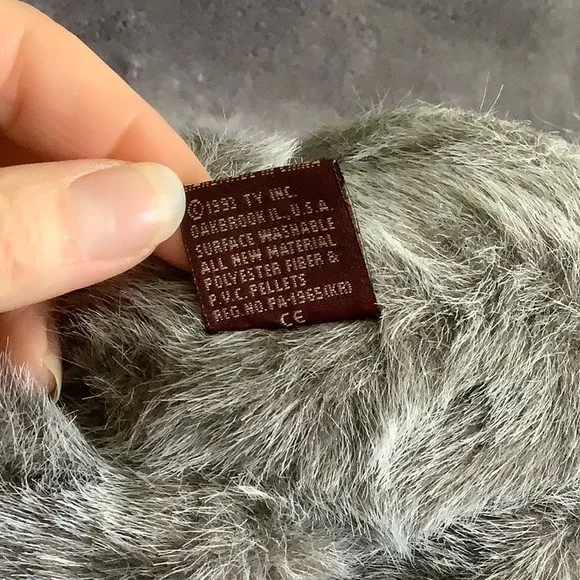 © 1993 TY INC.
OAKBROOK IL, U.S.A
SURFACE WASHABLE
ALL NEW MATERIAL
POLYESTER FIBER &
P.V.C. PELLETS
REG. NO. PA-1965(KR)
CE